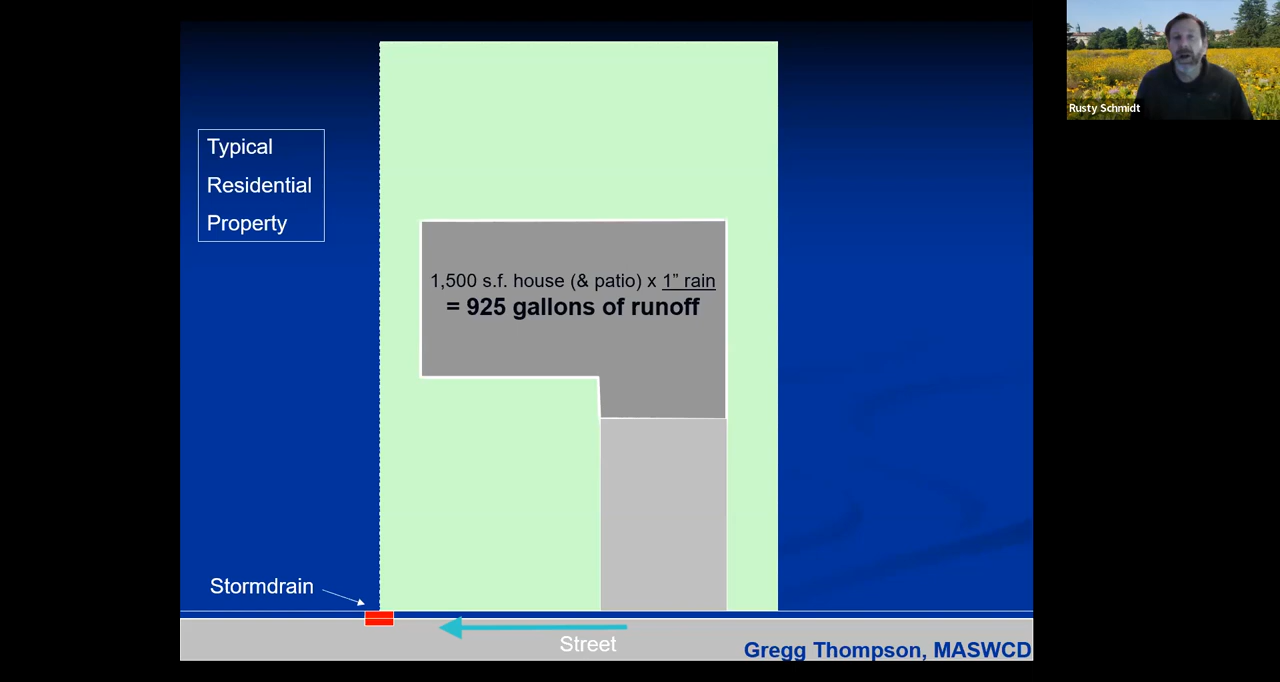 Typical
Residential
Property
1,500 s.f. house (& patio) x 1” rain
= 925 gallons of runoff
Stormdrain
Street
Gregg Thompson, MASWCD
Rusty Schmidt